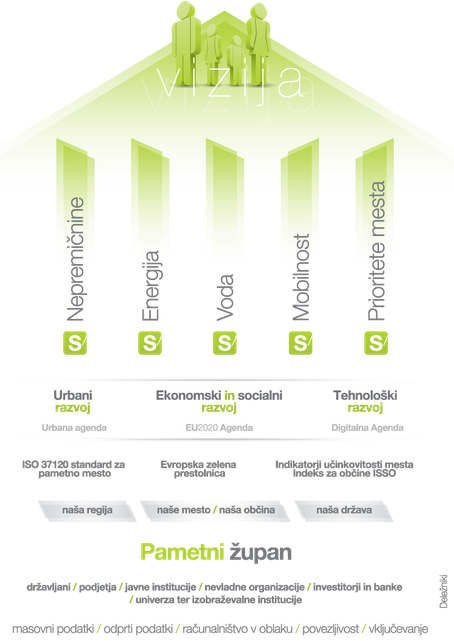 vizija
Nepremičnine
Energija
Voda
Mobilnost
Prioritete mesta
S/ S/ S/ S/ S/
Urbani
razvoj
Urbana agenda
Ekonomski in socialni
razvoj
EU2020 Agenda
Tehnološki
razvoj
Digitalna Agenda
ISO 37120 standard za
pametno mesto
Evropska zelena
prestolnica
Indikatorji učinkovitosti mesta
Indeks za občine ISSO
naša regija
naše mesto / naša občina
naša država
Pametni župan
državljani / podjetja / javne institucije / nevladne organizacije / investitorji in banke
/ univerza ter izobraževalne institucije
Deležniki
masovni podatki / odprti podatki / računalništvo v oblaku / povezljivost / vključevanje